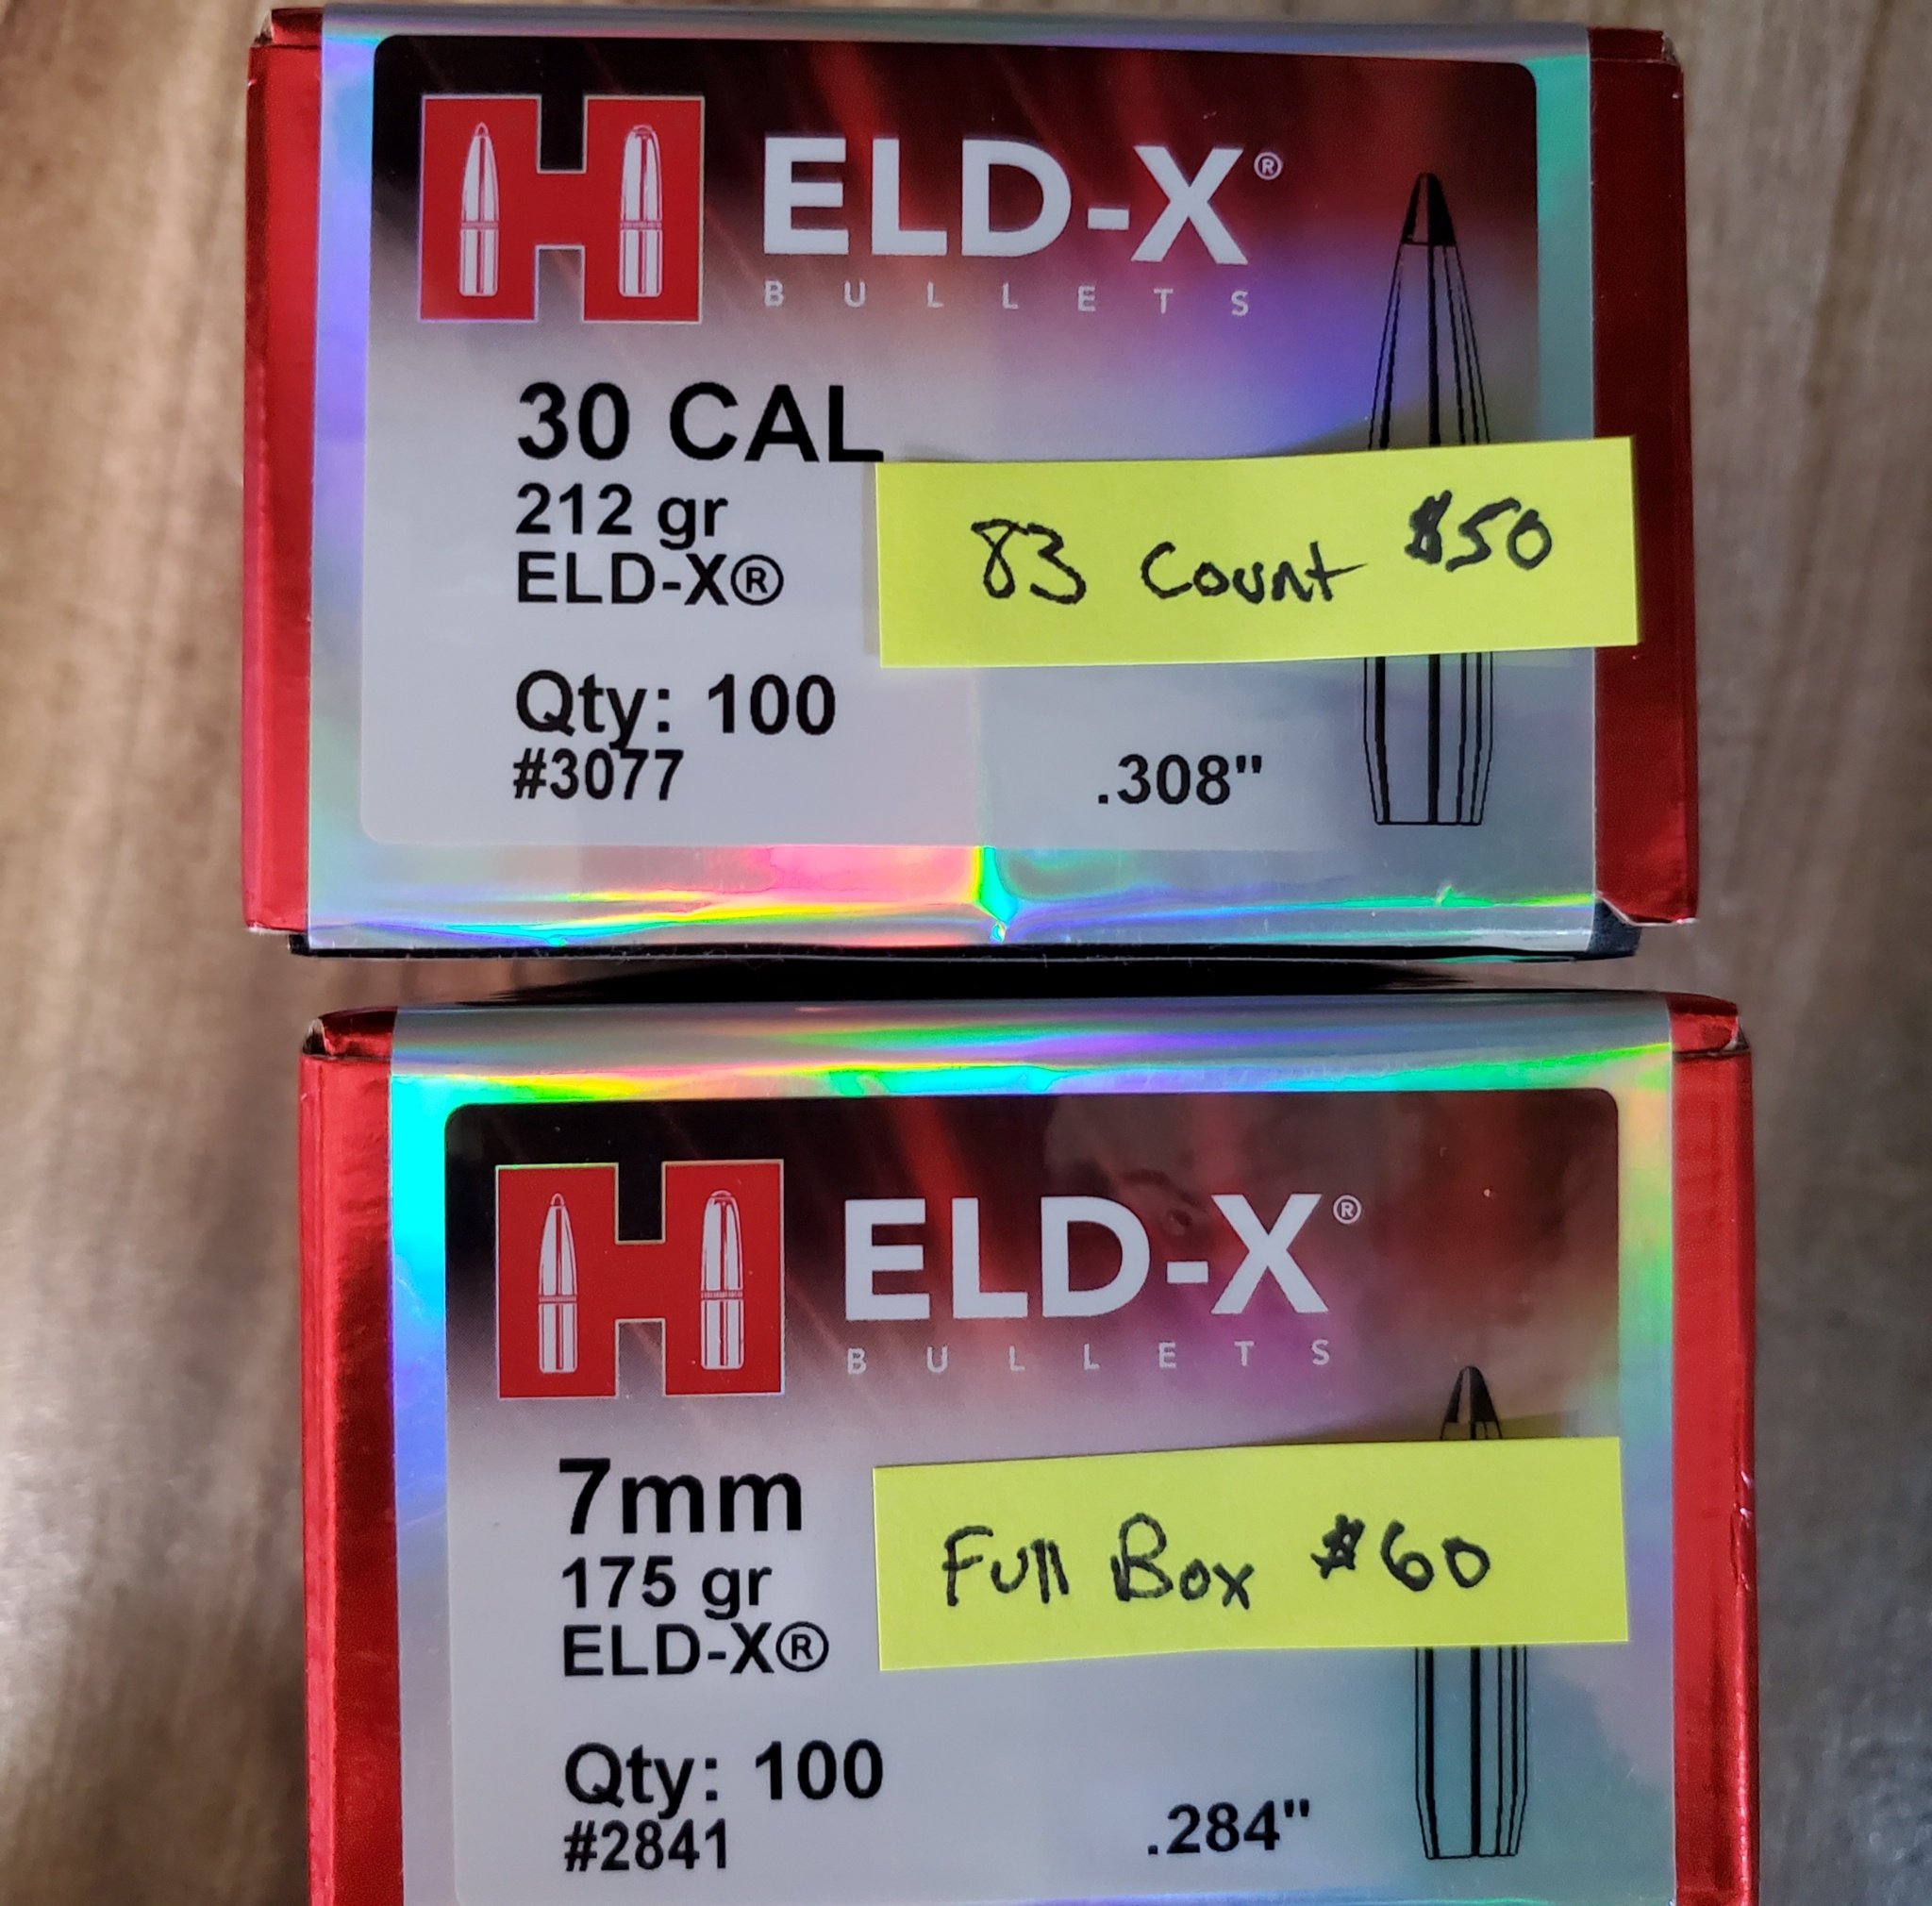 H ELD-X®
BULLETS
30 CAL
212 gr
ELD-X®
83 Count $50
Qty: 100
#3077
.308"
H ELD-X®
BULLETS
7mm
175 gr
ELD-X®
Full Box $60
Qty: 100
#2841
.284"